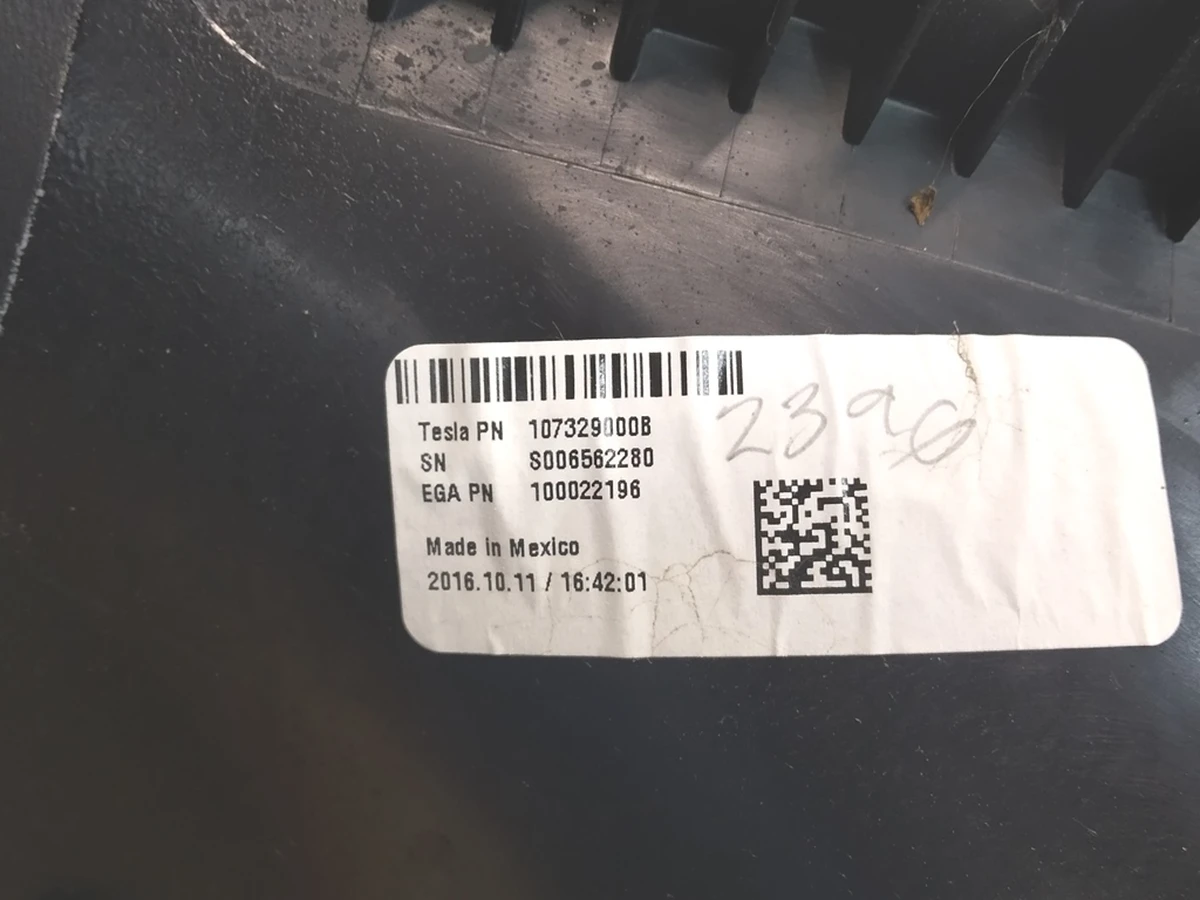 Tesla PN 107329000B
2396
SN S006562280
EGA PN 100022196
Made in Mexico
2016.10.11 / 16:42:01